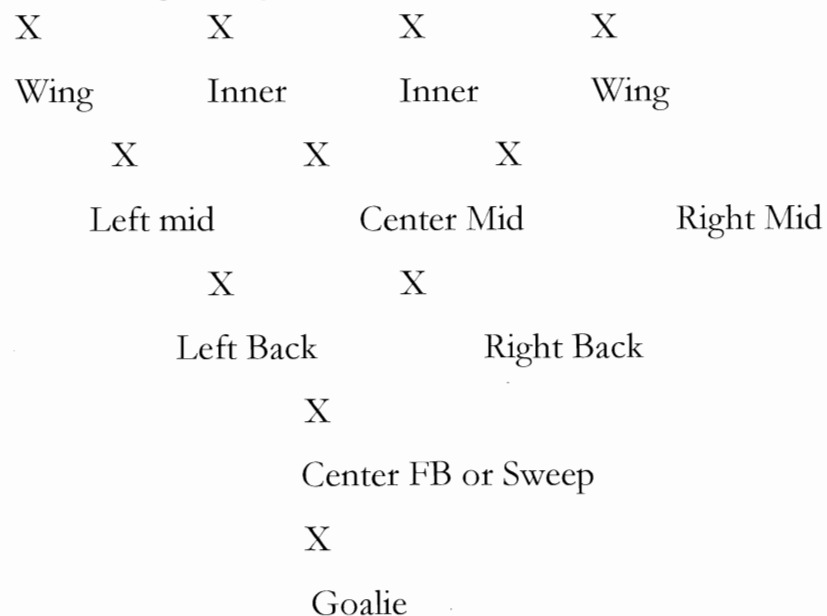 X X X X
Wing Inner Inner Wing
X X X
Left mid Center Mid Right Mid
X X
Left Back Right Back
X
Center FB or Sweep
X
Goalie